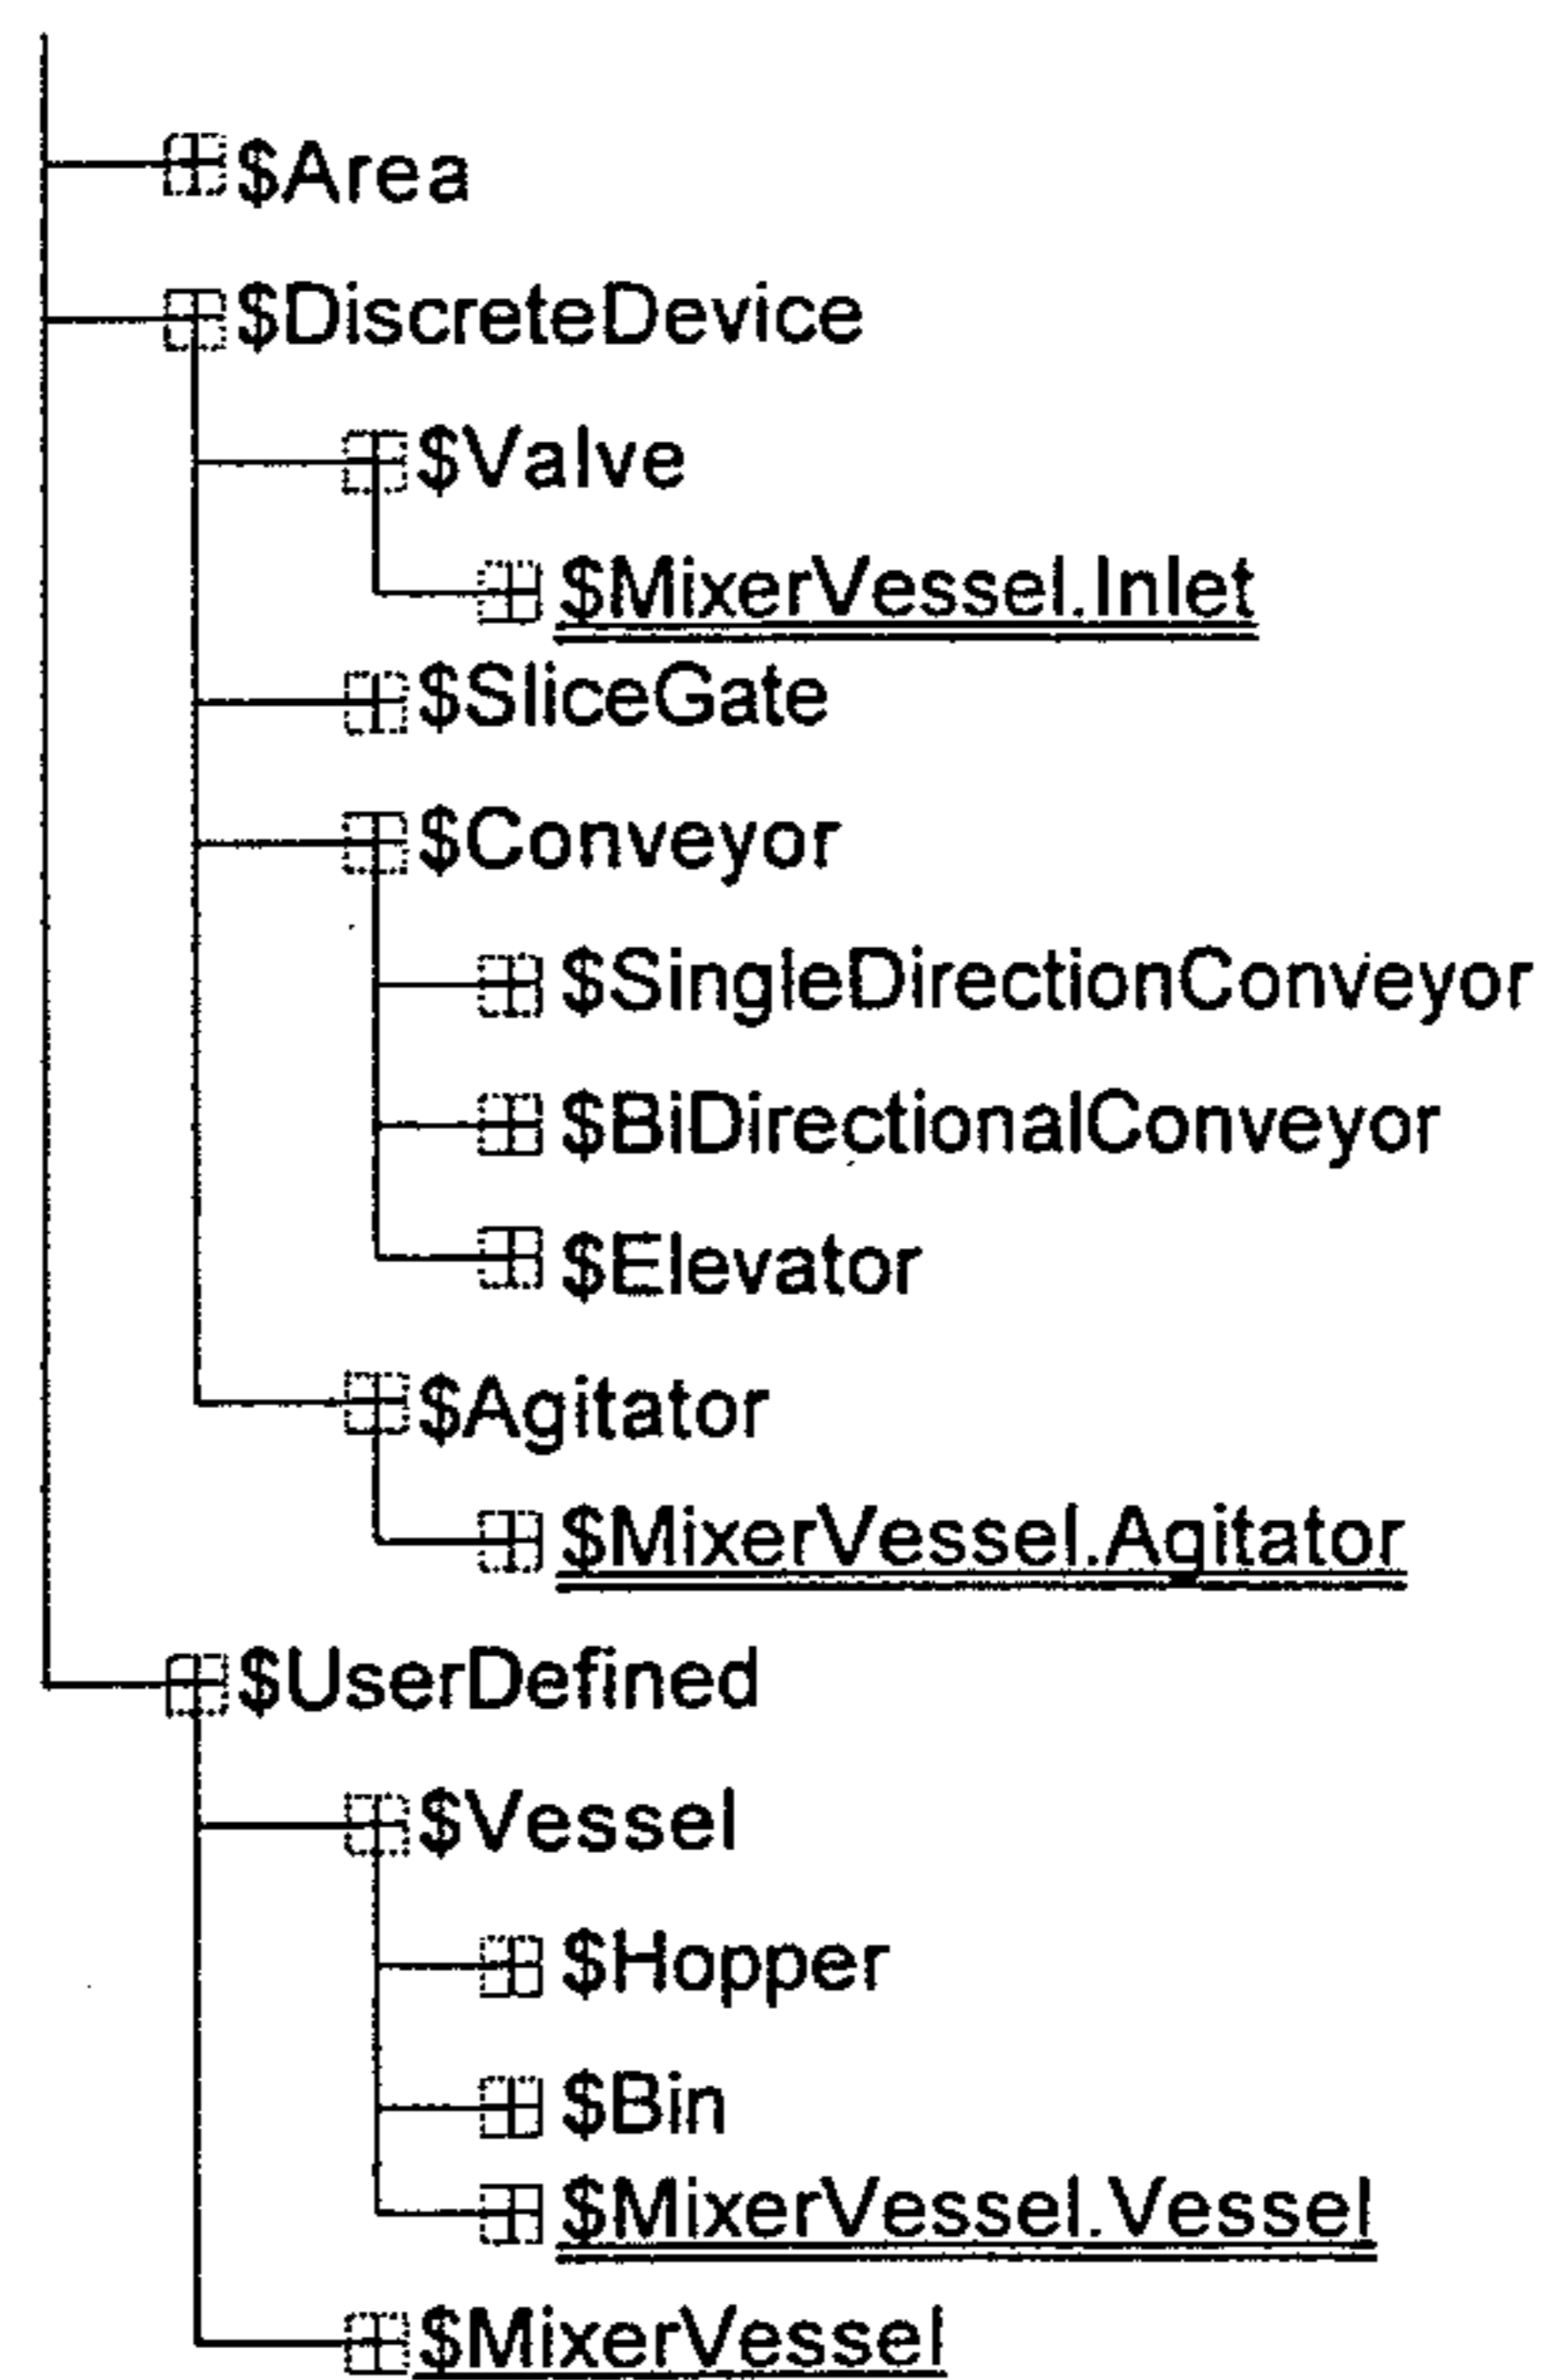 $Area
$DiscreteDevice
$Valve
$MixerVessel.Inlet
$SliceGate
$Conveyor
$SingleDirectionConveyor
$BiDirectionalConveyor
$Elevator
$Agitator
$MixerVessel.Agitator
$UserDefined
$Vessel
$Hopper
$Bin
$MixerVessel.Vessel
$MixerVessel